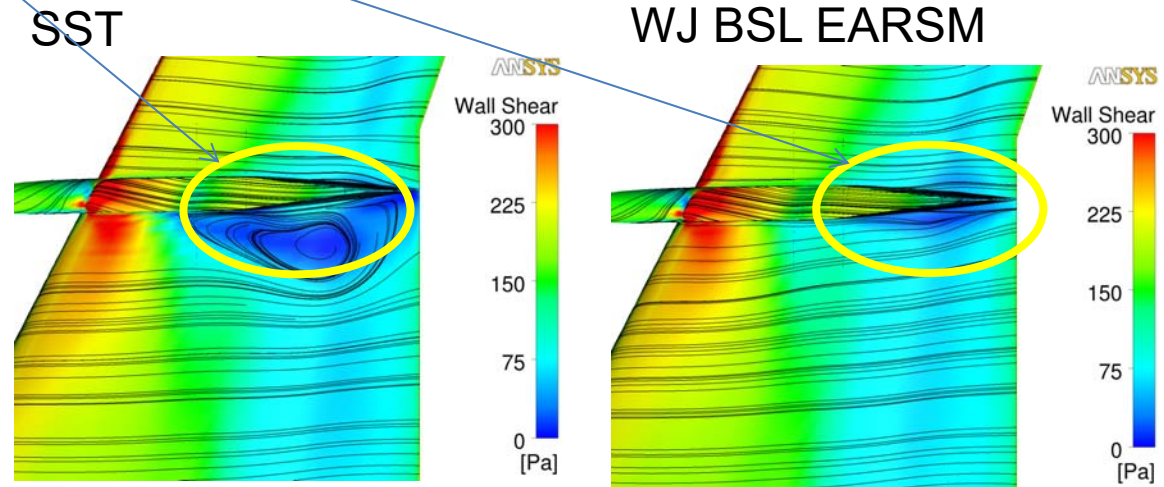 SST
WJ BSL EARSM
ANSYS
Wall Shear
300
225
150
75
0
[Pa]
ANSYS
Wall Shear
300
225
150
75
0
[Pa]